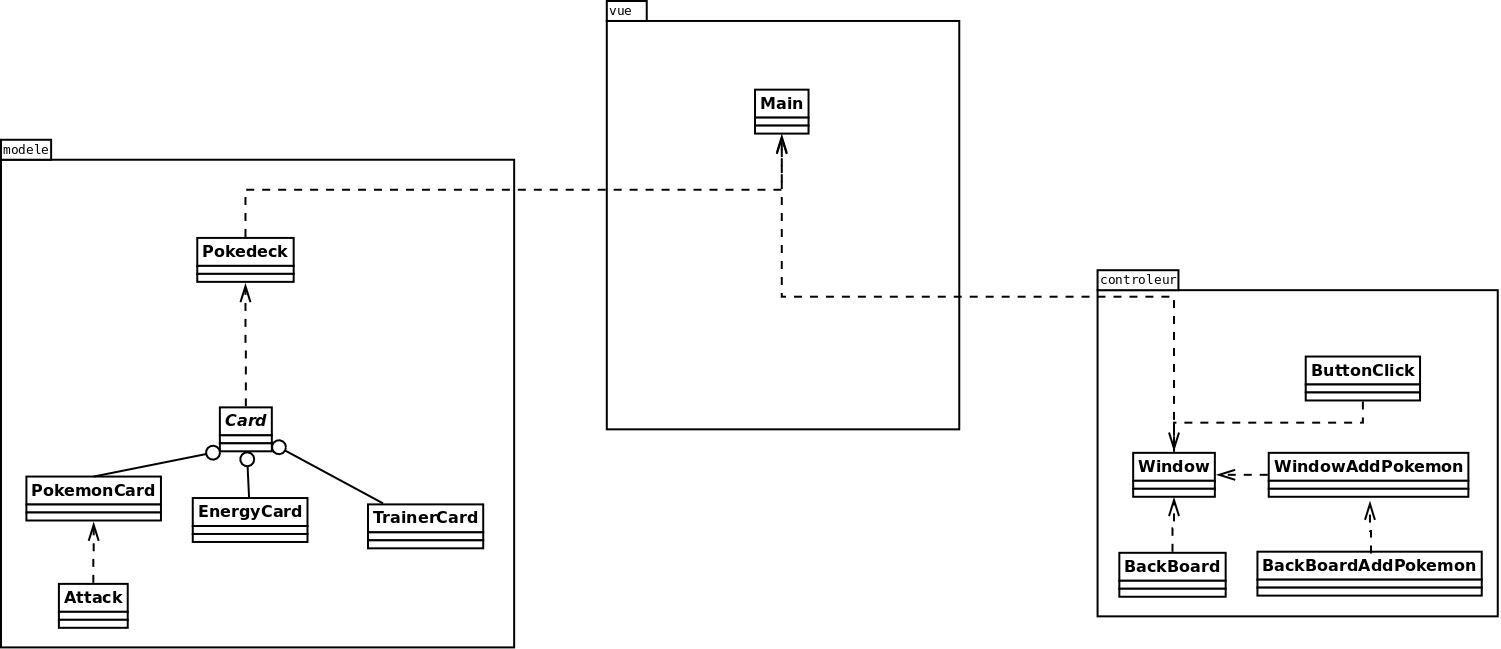 vue
Main
modele
Pokedeck
Card
PokemonCard
EnergyCard
TrainerCard
Attack
controleur
ButtonClick
Window
WindowAddPokemon
BackBoard
BackBoardAddPokemon